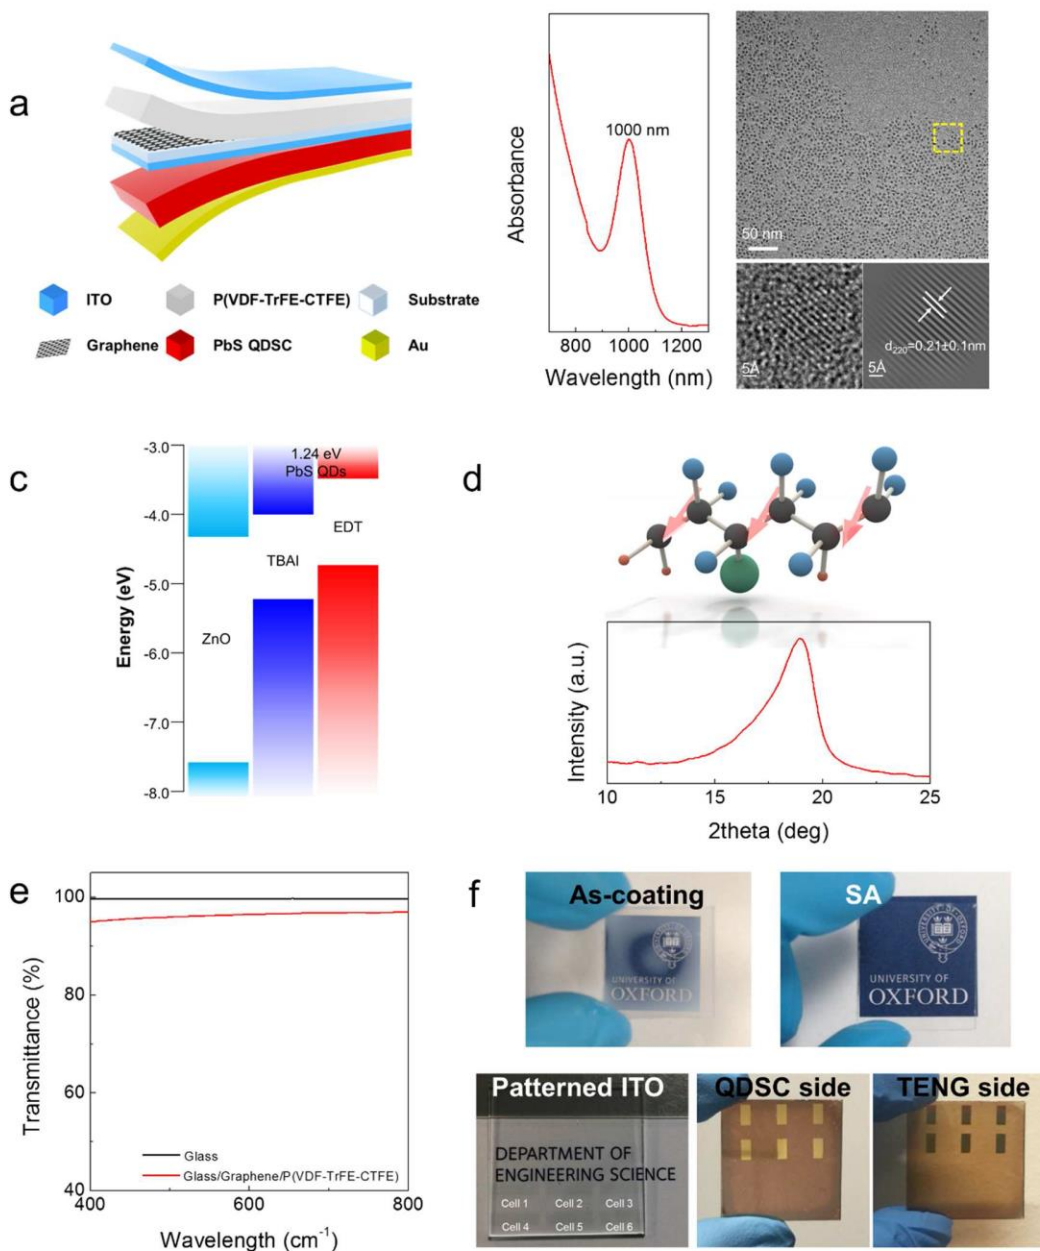 a
ITO
P(VDF-TrFE-CTFE)
Substrate
Graphene
PbS QDSC
Au
Absorbance
1000 nm
800
1000
1200
Wavelength (nm)
50 nm
5Å
5Å
d220=0.21±0.1nm
c
Energy (eV)
-3.0
-4.0
-5.0
-6.0
-7.0
-8.0
1.24 eV
PbS QDs
EDT
TBAI
ZnO
d
Intensity (a.u.)
10
15
20
25
2theta (deg)
e
Transmittance (%)
100
80
60
40
Glass
Glass/Graphene/P(VDF-TrFE-CTFE)
400
600
800
Wavelength (cm-1)
f
As-coating
UNIVERSITY OF
OXFORD
SA
UNIVERSITY OF OXFORD
UNIVERSITY OF
OXFORD
Patterned ITO
DEPARTMENT OF
ENGINEERING SCIENCE
Cell 1 Cell 2 Cell 3
Cell 4 Cell 5 Cell 6
QDSC side
TENG side